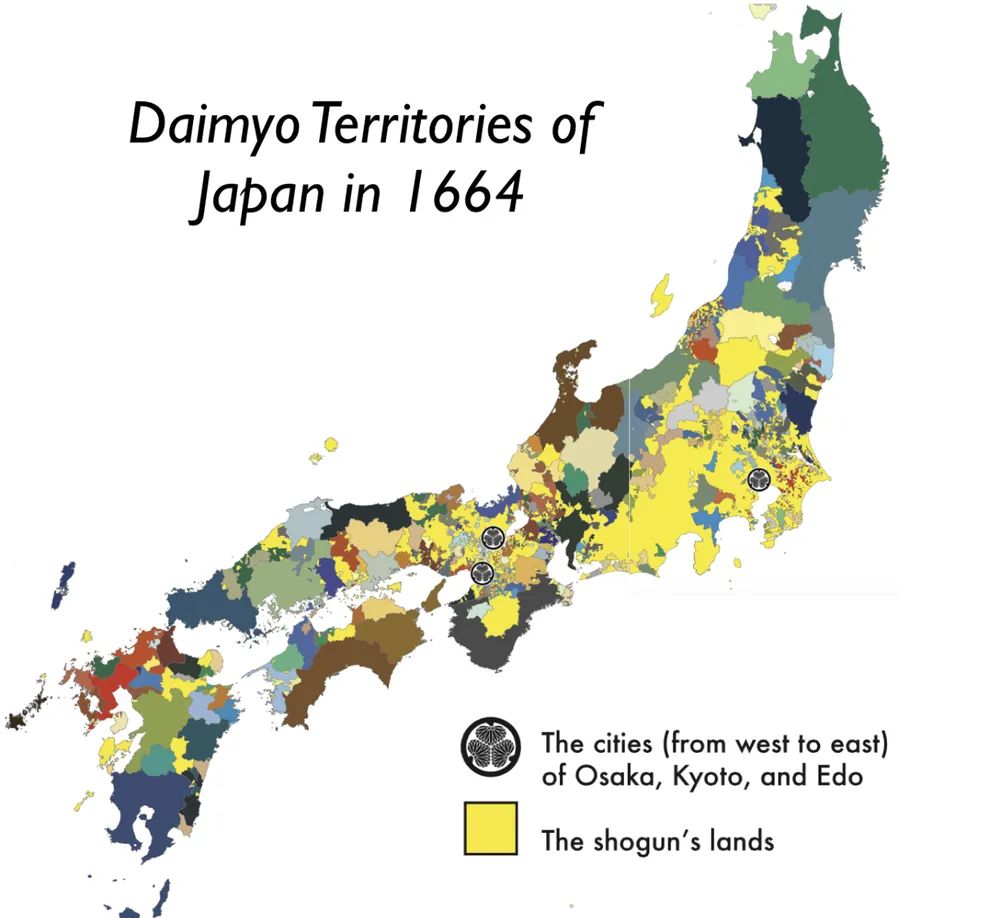 Daimyo Territories of
Japan in 1664
The cities (from west to east)
of Osaka, Kyoto, and Edo
The shogun's lands